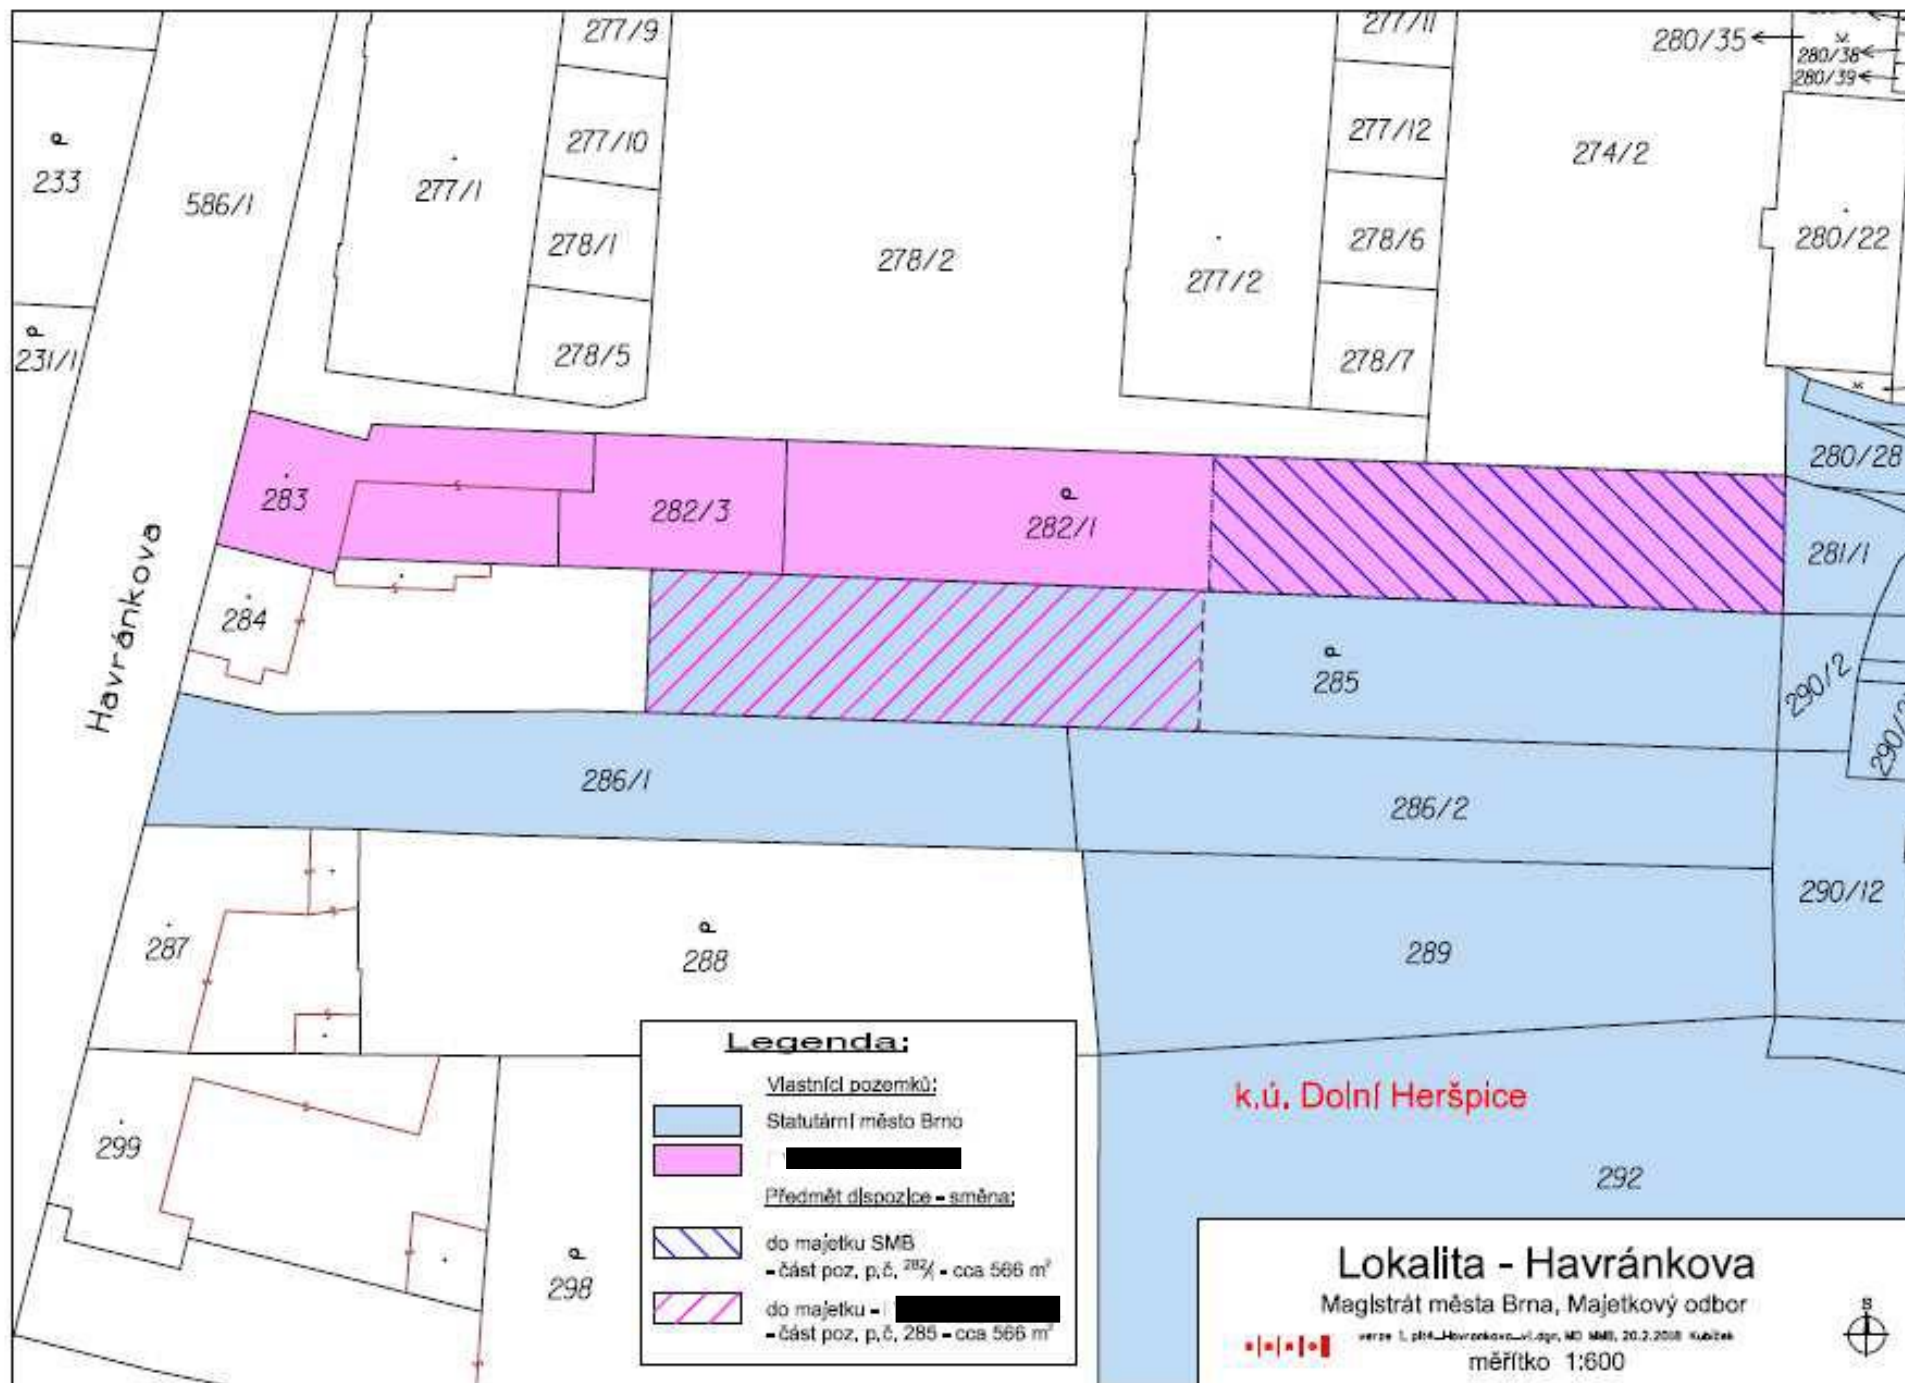 277/9
277/11
280/35
280/38
280/39
233
277/10
277/12
274/2
586/1
277/1
278/1
278/2
277/2
278/6
280/22
231/1
278/5
278/7
280/28
283
282/3
282/1
281/1
Havránkova
284
285
290/2
286/1
286/2
290/12
287
288
289
Legenda:
Vlastníci pozemků:
Statutární město Brno
Předmět dispozice - směna:
do majetku SMB
- část poz. p.č. 282/1 - cca 566 m²
do majetku -
- část poz. p.č. 285 - cca 566 m²
299
298
k.ú. Dolní Heršpice
292
Lokalita - Havránkova
Magistrát města Brna, Majetkový odbor
měřítko 1:600
S